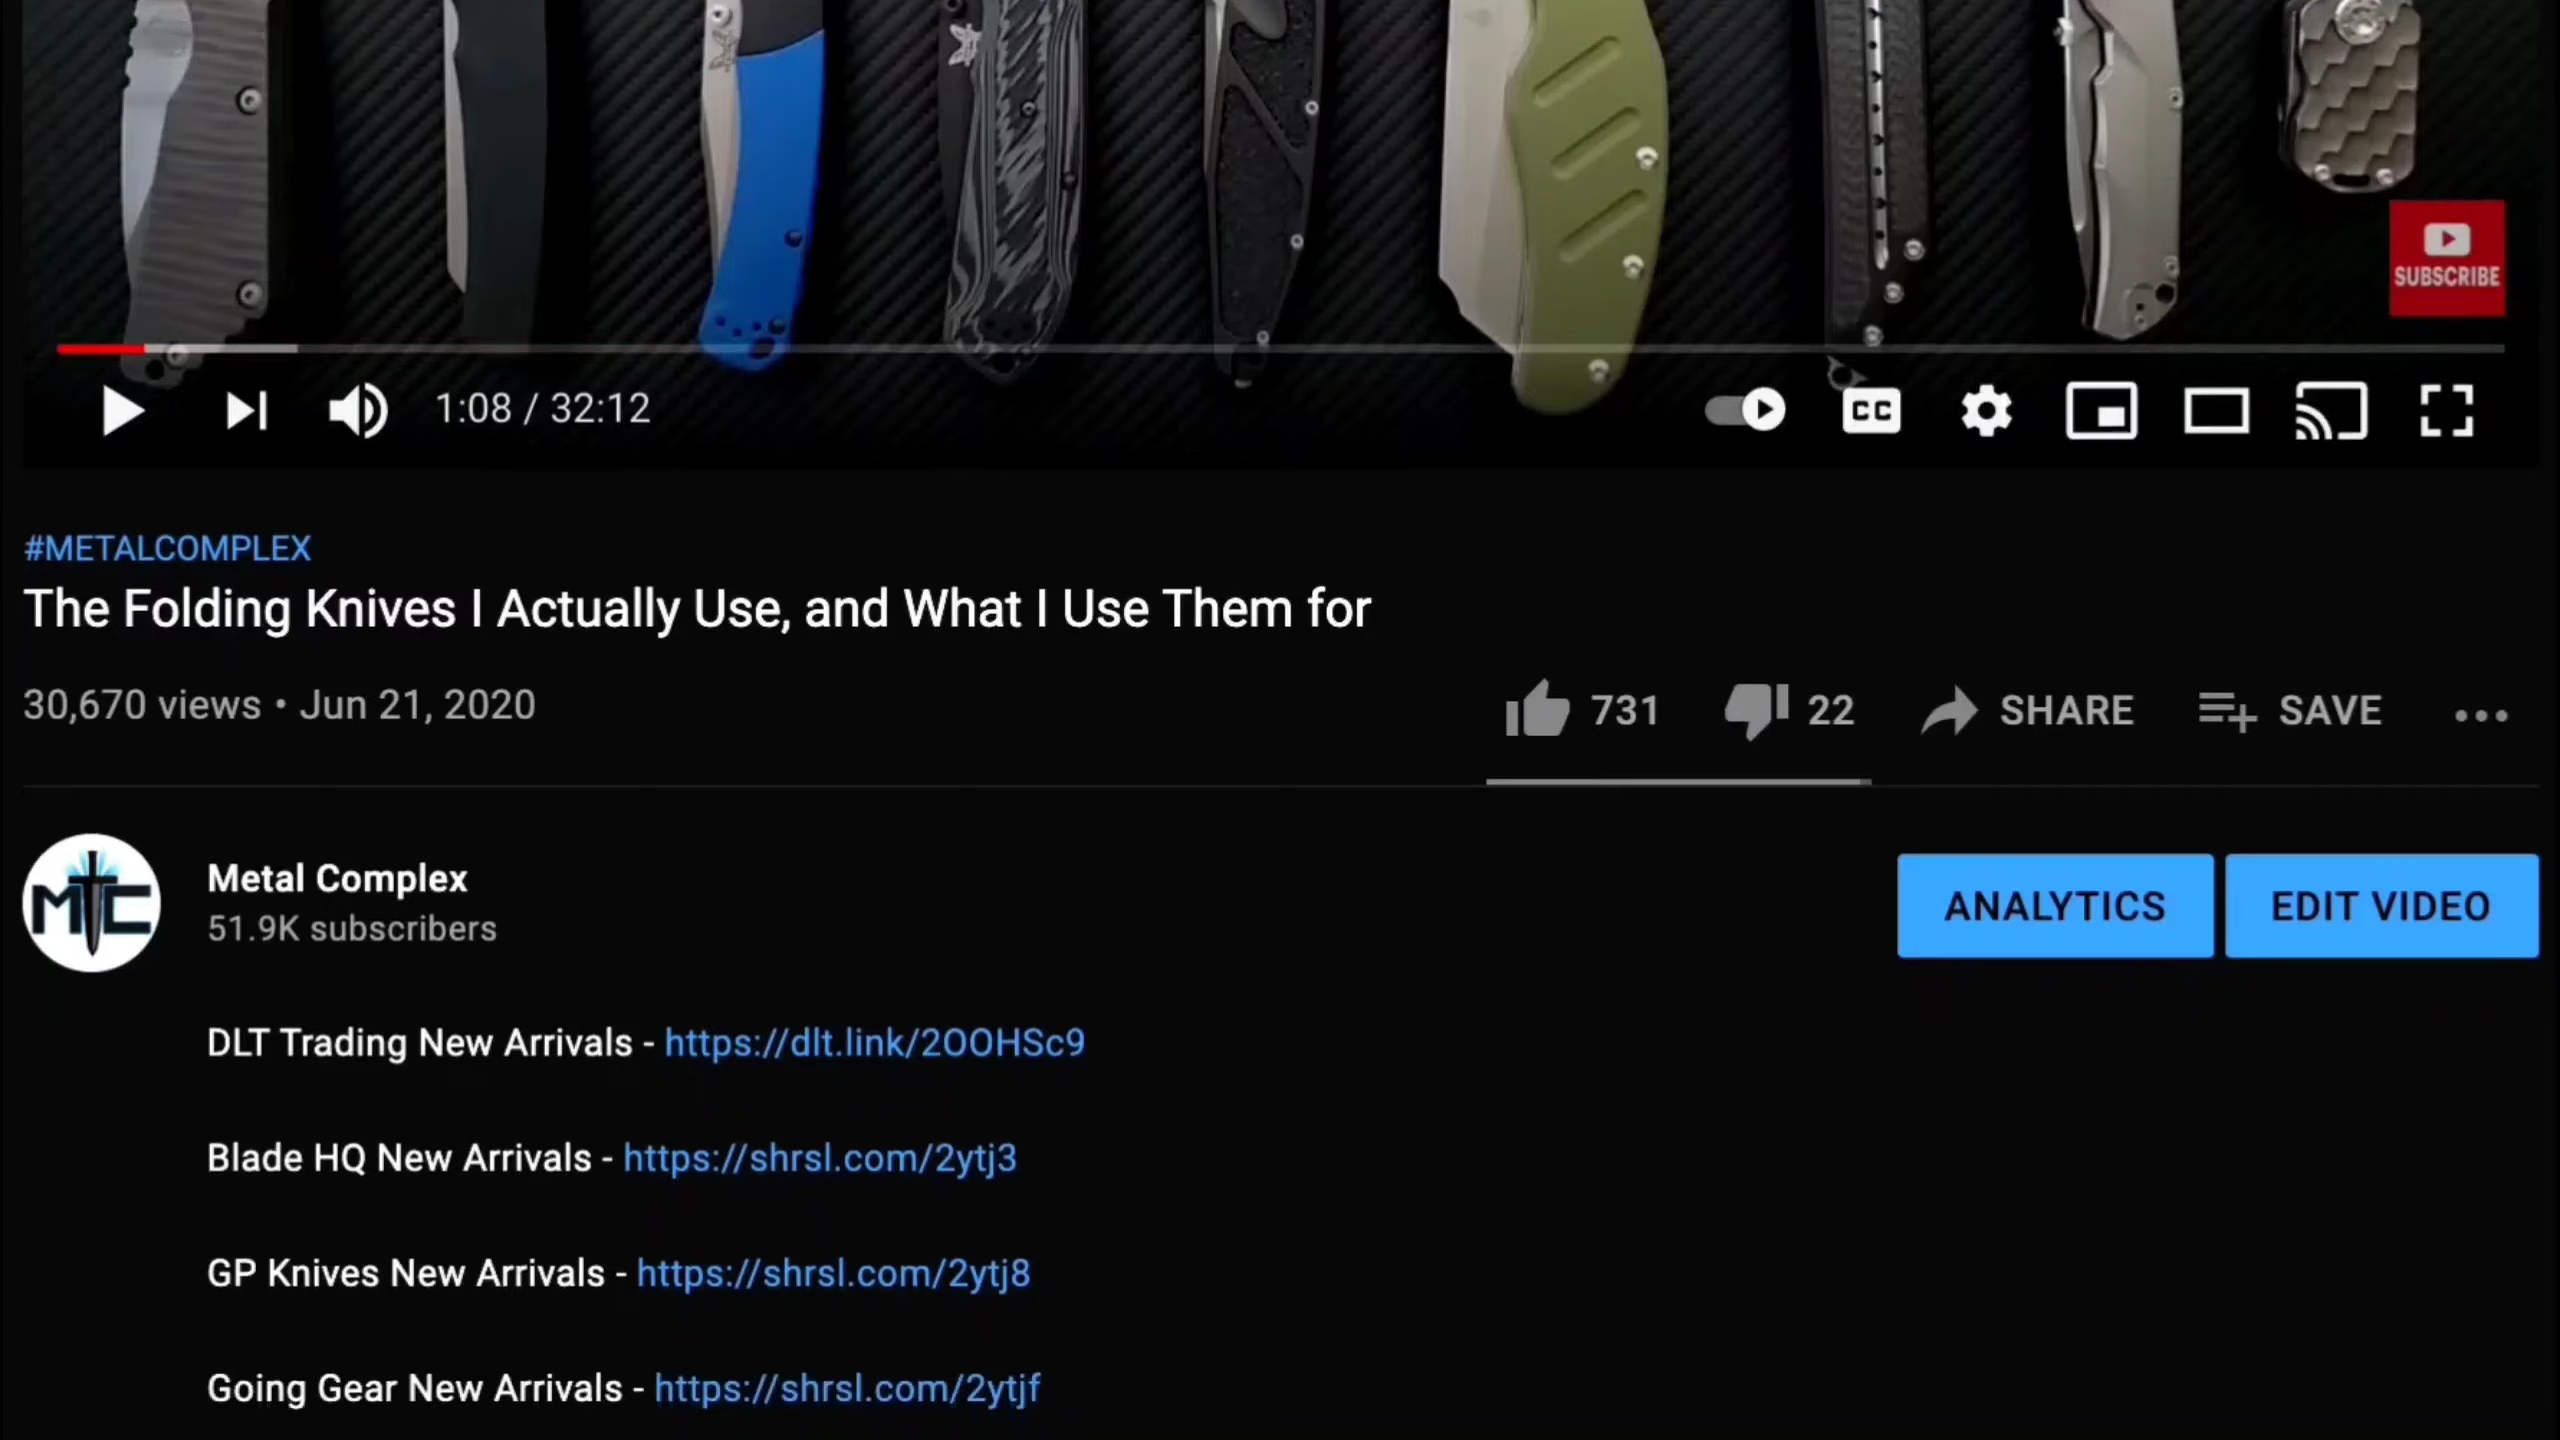 SUBSCRIBE
1:08 / 32:12
CC
#METALCOMPLEX
The Folding Knives I Actually Use, and What I Use Them for
30,670 views • Jun 21, 2020
731
22
SHARE
SAVE
MTC
Metal Complex
51.9K subscribers
ANALYTICS
EDIT VIDEO
DLT Trading New Arrivals - https://dlt.link/2OOHSc9
Blade HQ New Arrivals - https://shrsl.com/2ytj3
GP Knives New Arrivals - https://shrsl.com/2ytj8
Going Gear New Arrivals - https://shrsl.com/2ytjf